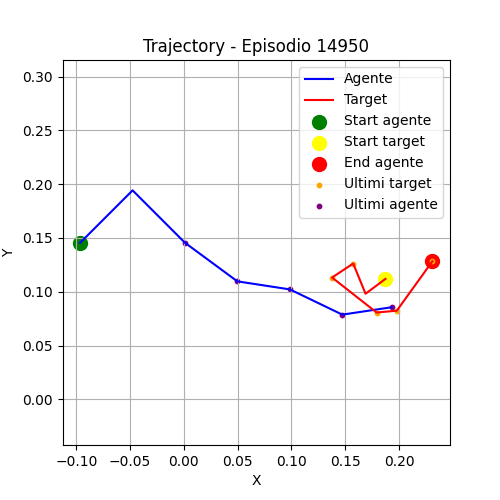 Trajectory - Episodio 14950
Agente
Target
Start agente
Start target
End agente
Ultimi target
Ultimi agente
0.30
0.25
0.20
0.15
0.10
0.05
0.00
Y
−0.10
−0.05
0.00
0.05
0.10
0.15
0.20
X